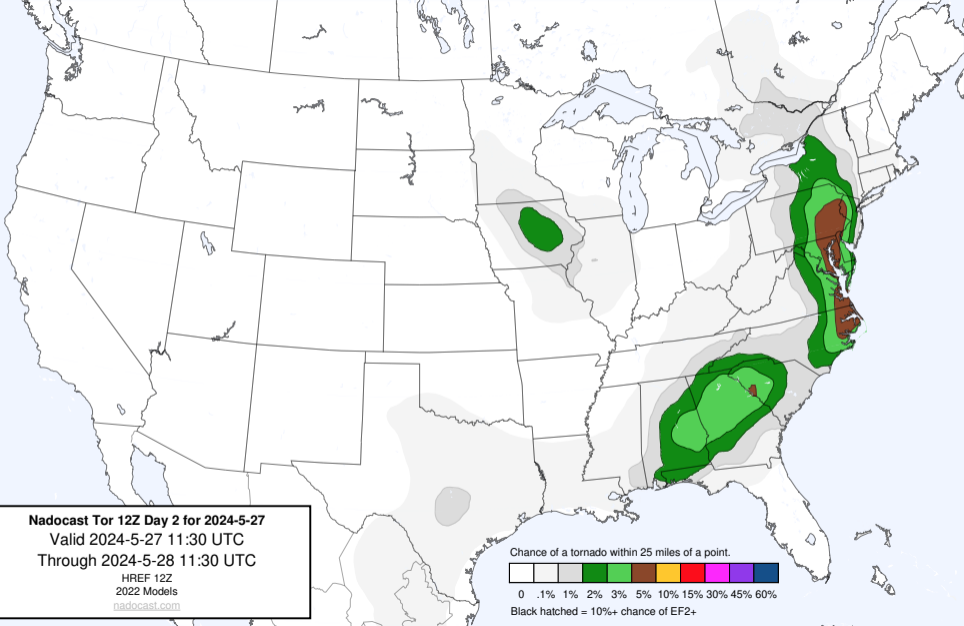 Nadocast Tor 12Z Day 2 for 2024-5-27
Valid 2024-5-27 11:30 UTC
Through 2024-5-28 11:30 UTC
HREF 12Z
2022 Models
nadocast.com
Chance of a tornado within 25 miles of a point.
0 .1% 1% 2% 3% 5% 10% 15% 30% 45% 60%
Black hatched = 10%+ chance of EF2+